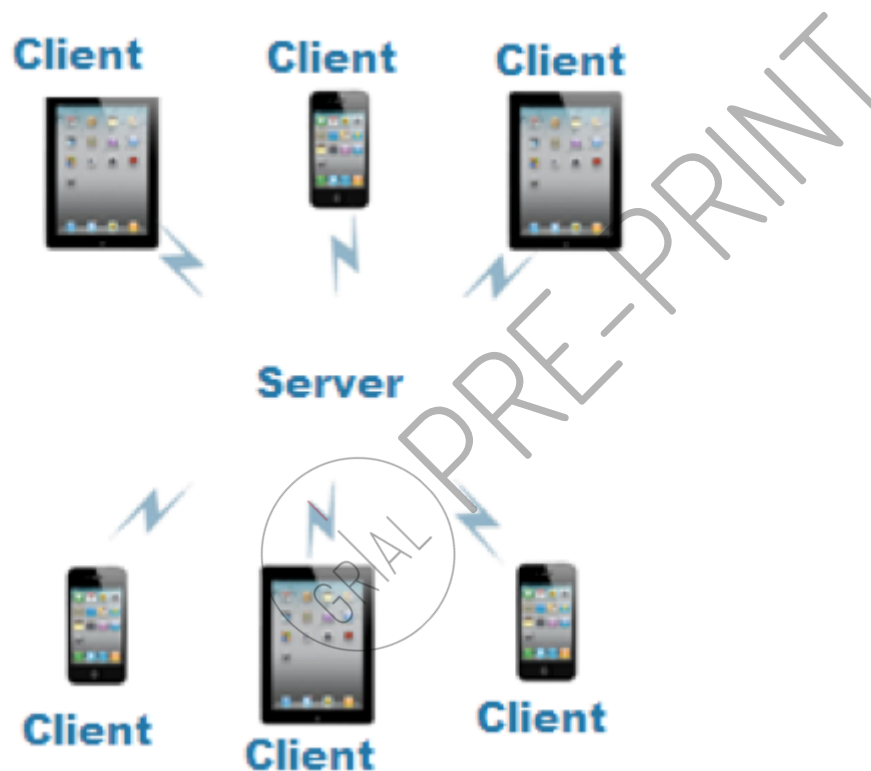 Client
Client
Client
Server
PRE-PRINT
GRIAL
Client
Client
Client